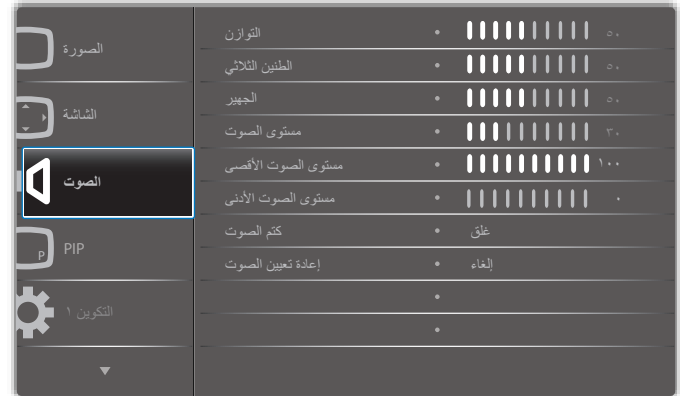 الصورة
الشاشة
الصوت
PIP
P
التكوين ١
التوازن • ٥٠
الطنين الثلاثي • ٥٠
الجهير • ٥٠
مستوى الصوت • ٣٠
مستوى الصوت الأقصى • ١٠٠
مستوى الصوت الأدنى • ٠
كتم الصوت • غلق
إعادة تعيين الصوت • إلغاء
•
•